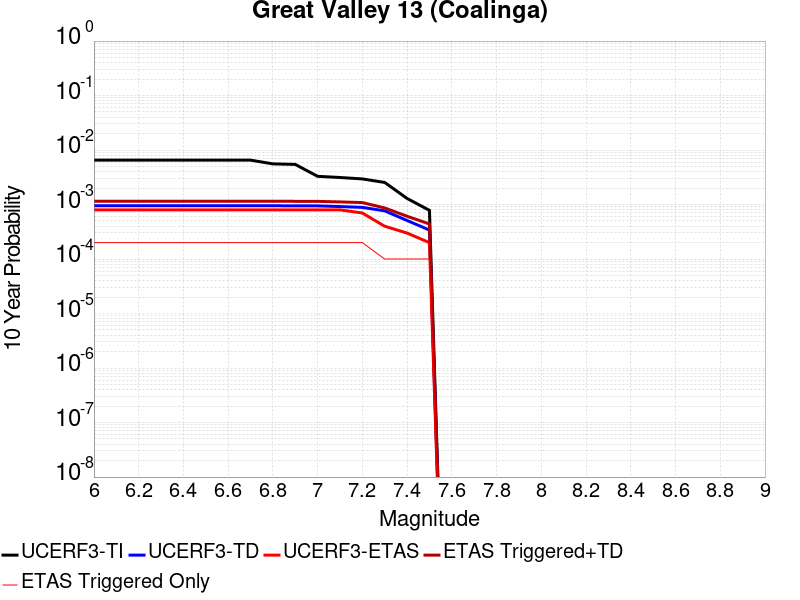 Great Valley 13 (Coalinga)
10^0
10^-1
10^-2
10^-3
10^-4
10^-5
10^-6
10^-7
10^-8
10 Year Probability
6 6.2 6.4 6.6 6.8 7 7.2 7.4 7.6 7.8 8 8.2 8.4 8.6 8.8 9
Magnitude
UCERF3-TI UCERF3-TD UCERF3-ETAS ETAS Triggered+TD
ETAS Triggered Only